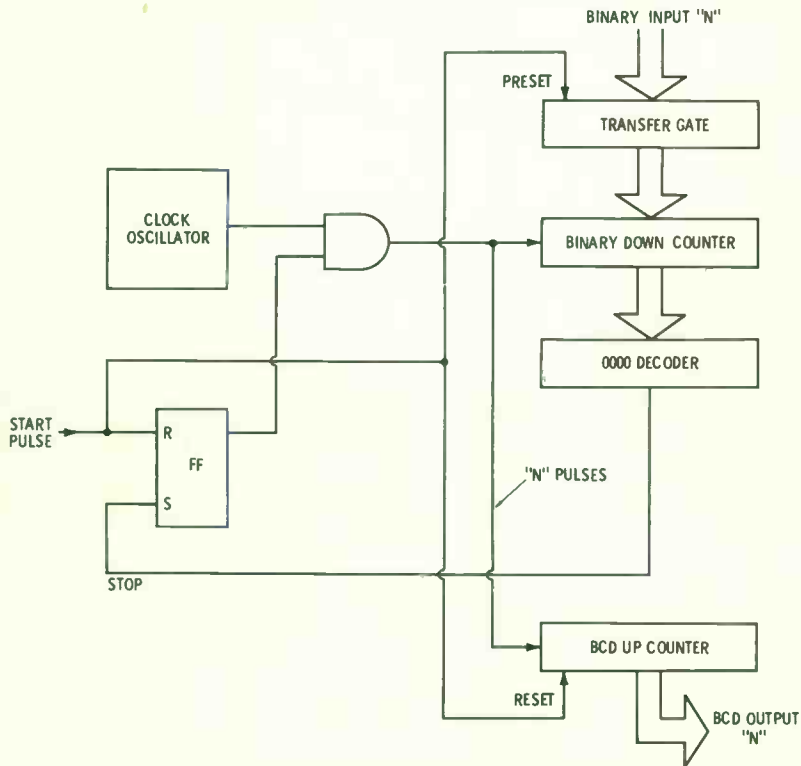 BINARY INPUT "N"
PRESET
TRANSFER GATE
CLOCK
OSCILLATOR
BINARY DOWN COUNTER
0000 DECODER
START
PULSE
R
FF
S
"N" PULSES
STOP
BCD UP COUNTER
RESET
BCD OUTPUT
"N"